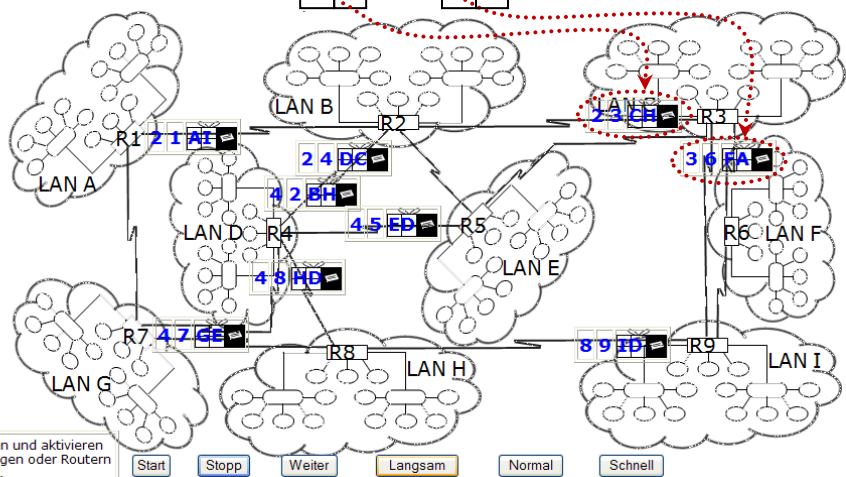 LAN B
LAN
2 3 CH
R3
R2
R1
2 1 AI
2 4 DC
3 6 FA
LAN A
4 2 BH
LAN D
R4
4 5 ED
R5
R6
LAN F
LAN E
4 8 HD
R7
4 7 GE
R8
8 9 ID
R9
LAN G
LAN H
LAN I
n und aktivieren
gen oder Routern
Start
Stopp
Weiter
Langsam
Normal
Schnell